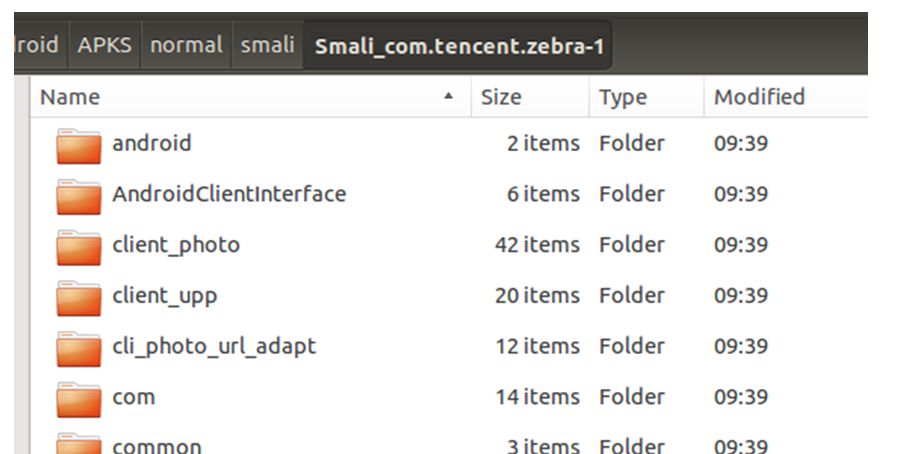 roid APKS normal smali Smali_com.tencent.zebra-1
Name Size Type Modified
android 2 items Folder 09:39
AndroidClientInterface 6 items Folder 09:39
client_photo 42 items Folder 09:39
client_upp 20 items Folder 09:39
cli_photo_url_adapt 12 items Folder 09:39
com 14 items Folder 09:39
common 3 items Folder 09:39